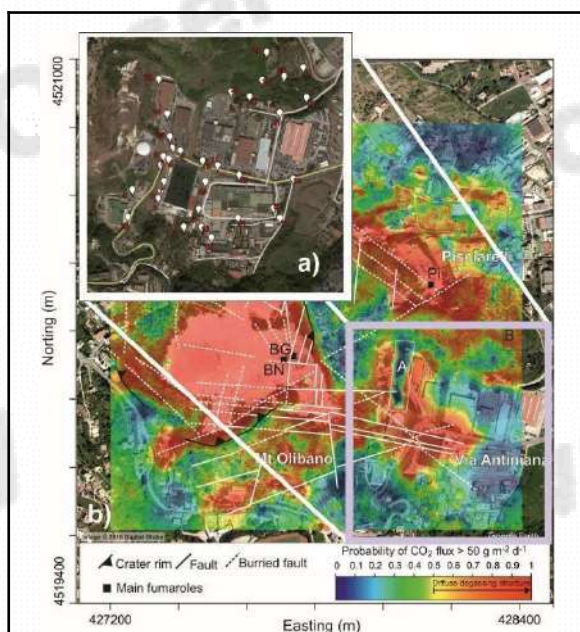 4521000
a)
Pisciarelli
PI
B
BG
BN
A
Mt Olibano
Via Antiniana
b)
A
Norting (m)
4519400
Crater rim
Fault
Burried fault
Main fumaroles
Probability of CO₂ flux > 50 g m⁻² d⁻¹
Diffuse degassing structure
0 0.1 0.2 0.3 0.4 0.5 0.6 0.7 0.8 0.9 1
427200
428400
Easting (m)